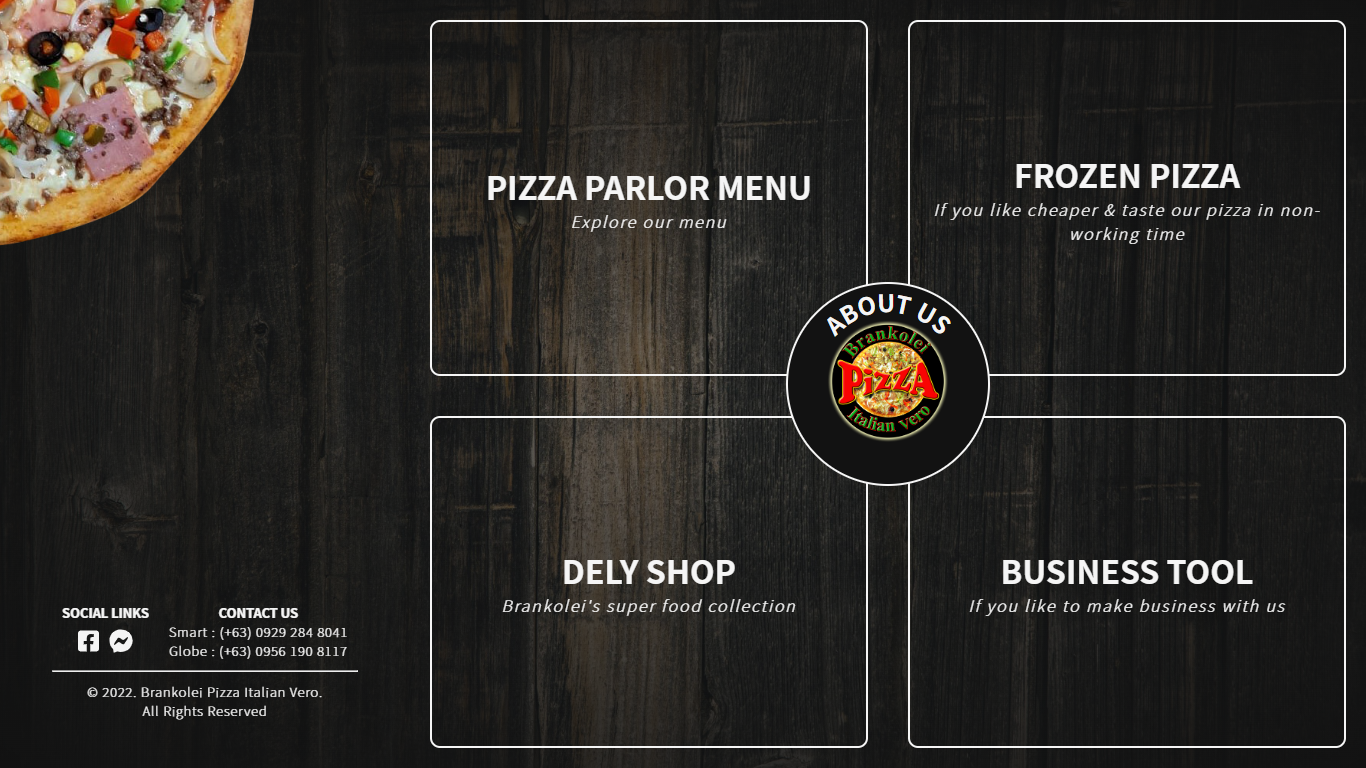 PIZZA PARLOR MENU
Explore our menu
FROZEN PIZZA
If you like cheaper & taste our pizza in non-
working time
ABOUT US
Brankolei
PIZZA
Italian Vero
DELY SHOP
Brankolei's super food collection
BUSINESS TOOL
If you like to make business with us
SOCIAL LINKS
CONTACT US
Smart : (+63) 0929 284 8041
Globe : (+63) 0956 190 8117
© 2022. Brankolei Pizza Italian Vero.
All Rights Reserved